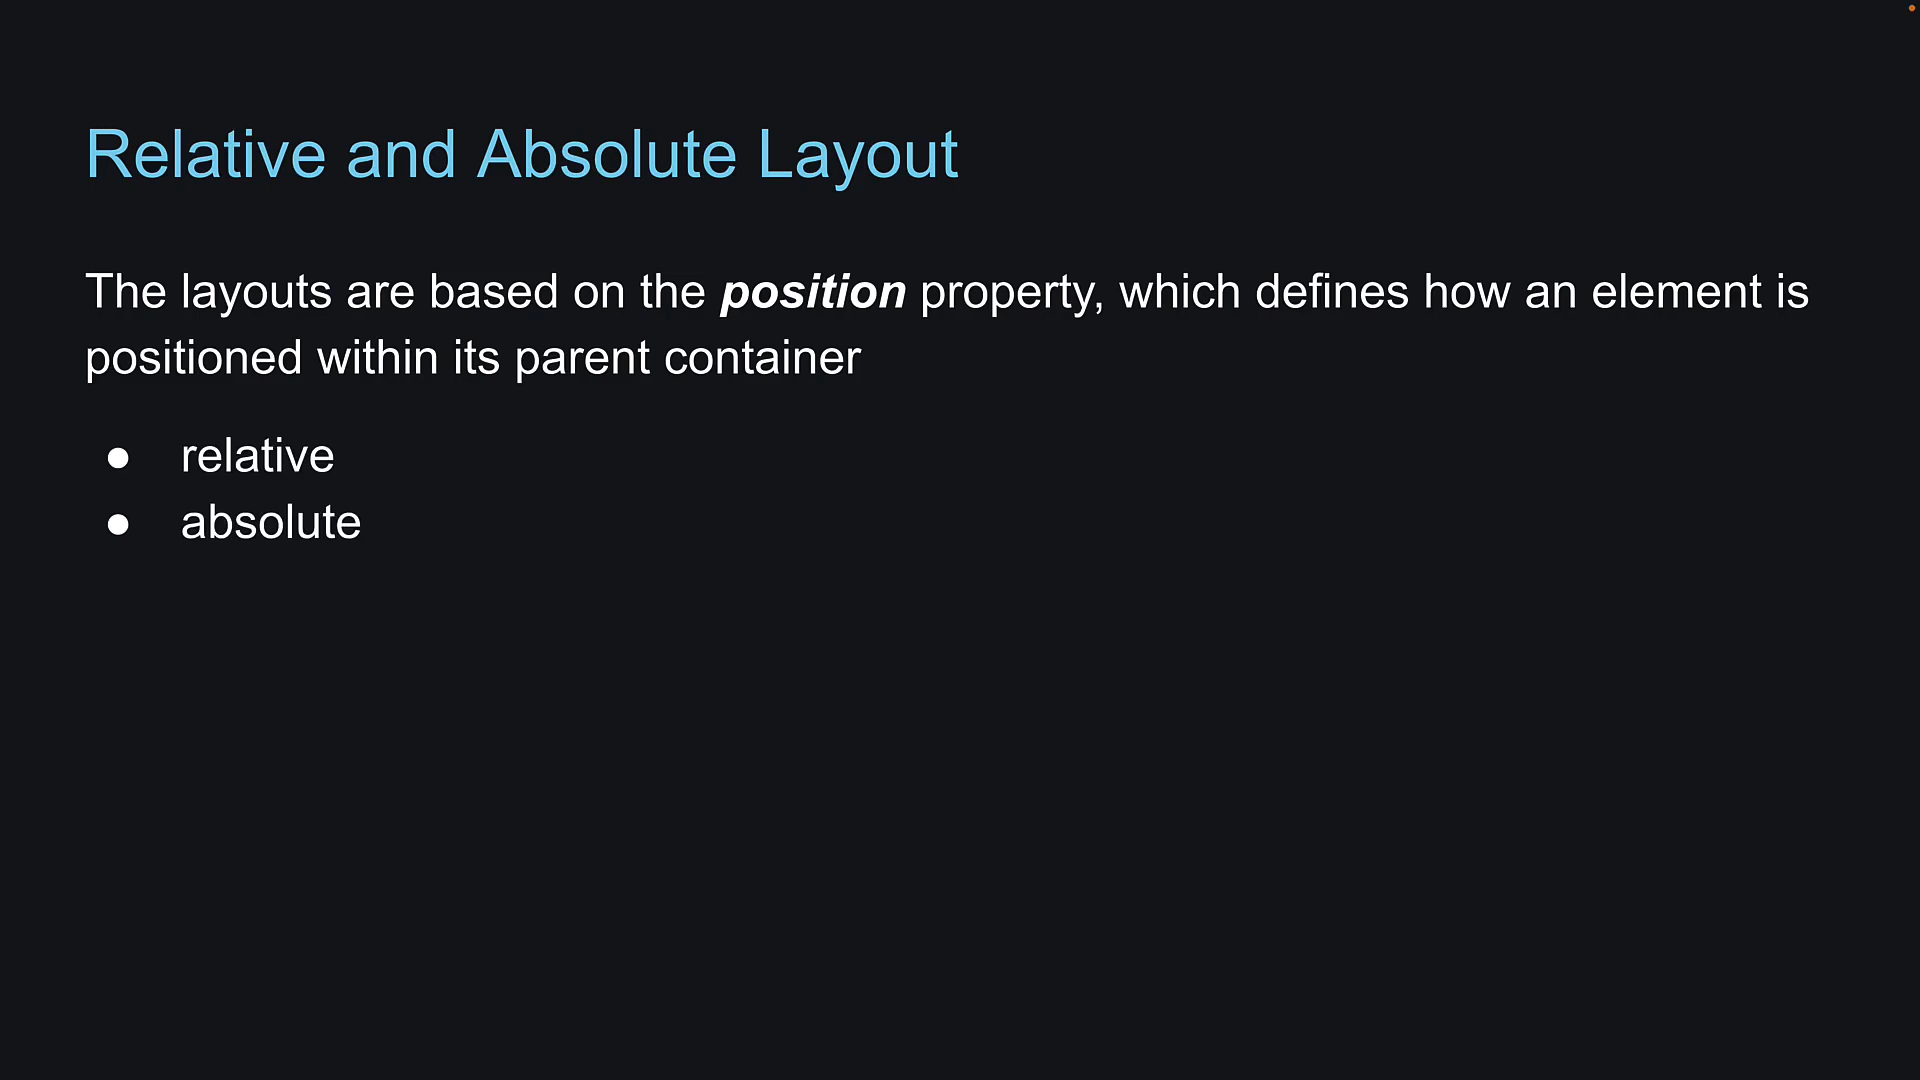 Relative and Absolute Layout
The layouts are based on the position property, which defines how an element is
positioned within its parent container
● relative
● absolute